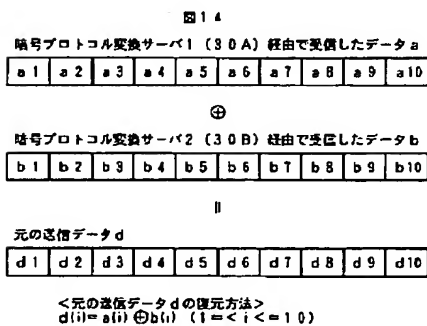 図14
暗号プロトコル変換サーバ1(30A)経由で受信したデータa
a1 a2 a3 a4 a5 a6 a7 a8 a9 a10
⊕
暗号プロトコル変換サーバ2(30B)経由で受信したデータb
b1 b2 b3 b4 b5 b6 b7 b8 b9 b10
||
元の送信データd
d1 d2 d3 d4 d5 d6 d7 d8 d9 d10
<元の送信データdの復元方法>
d(i)=a(i)⊕b(i) (1=<i<=10)